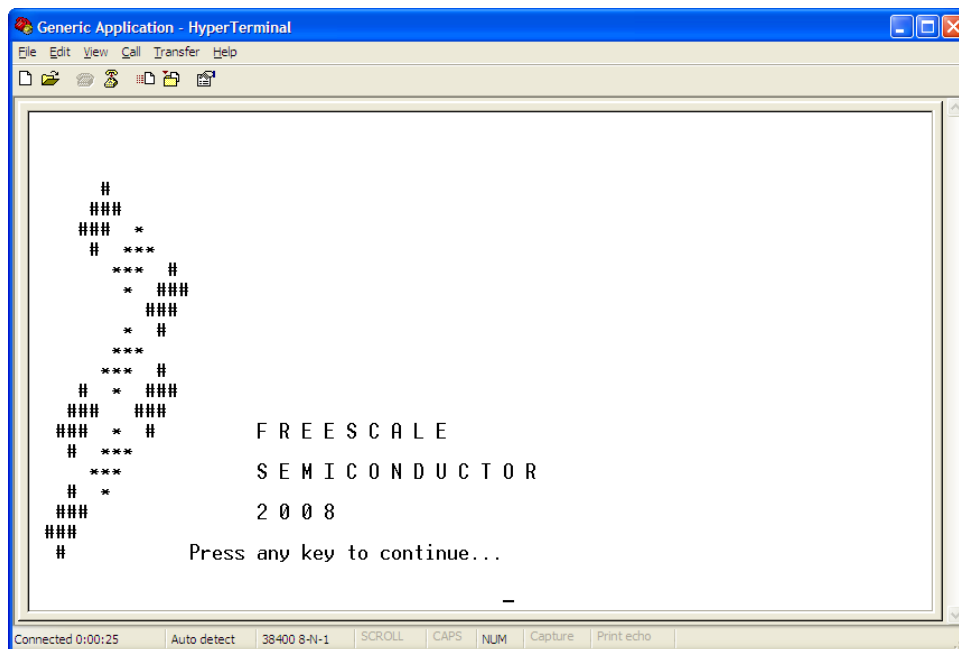 Generic Application - HyperTerminal
File Edit View Call Transfer Help
#
###
### *
# ***
*** #
* ###
###
* #
***
*** #
# * ###
### ###
### * # F R E E S C A L E
# ***
*** S E M I C O N D U C T O R
# *
### 2 0 0 8
###
# Press any key to continue...
_
Connected 0:00:25 Auto detect 38400 8-N-1 SCROLL CAPS NUM Capture Print echo